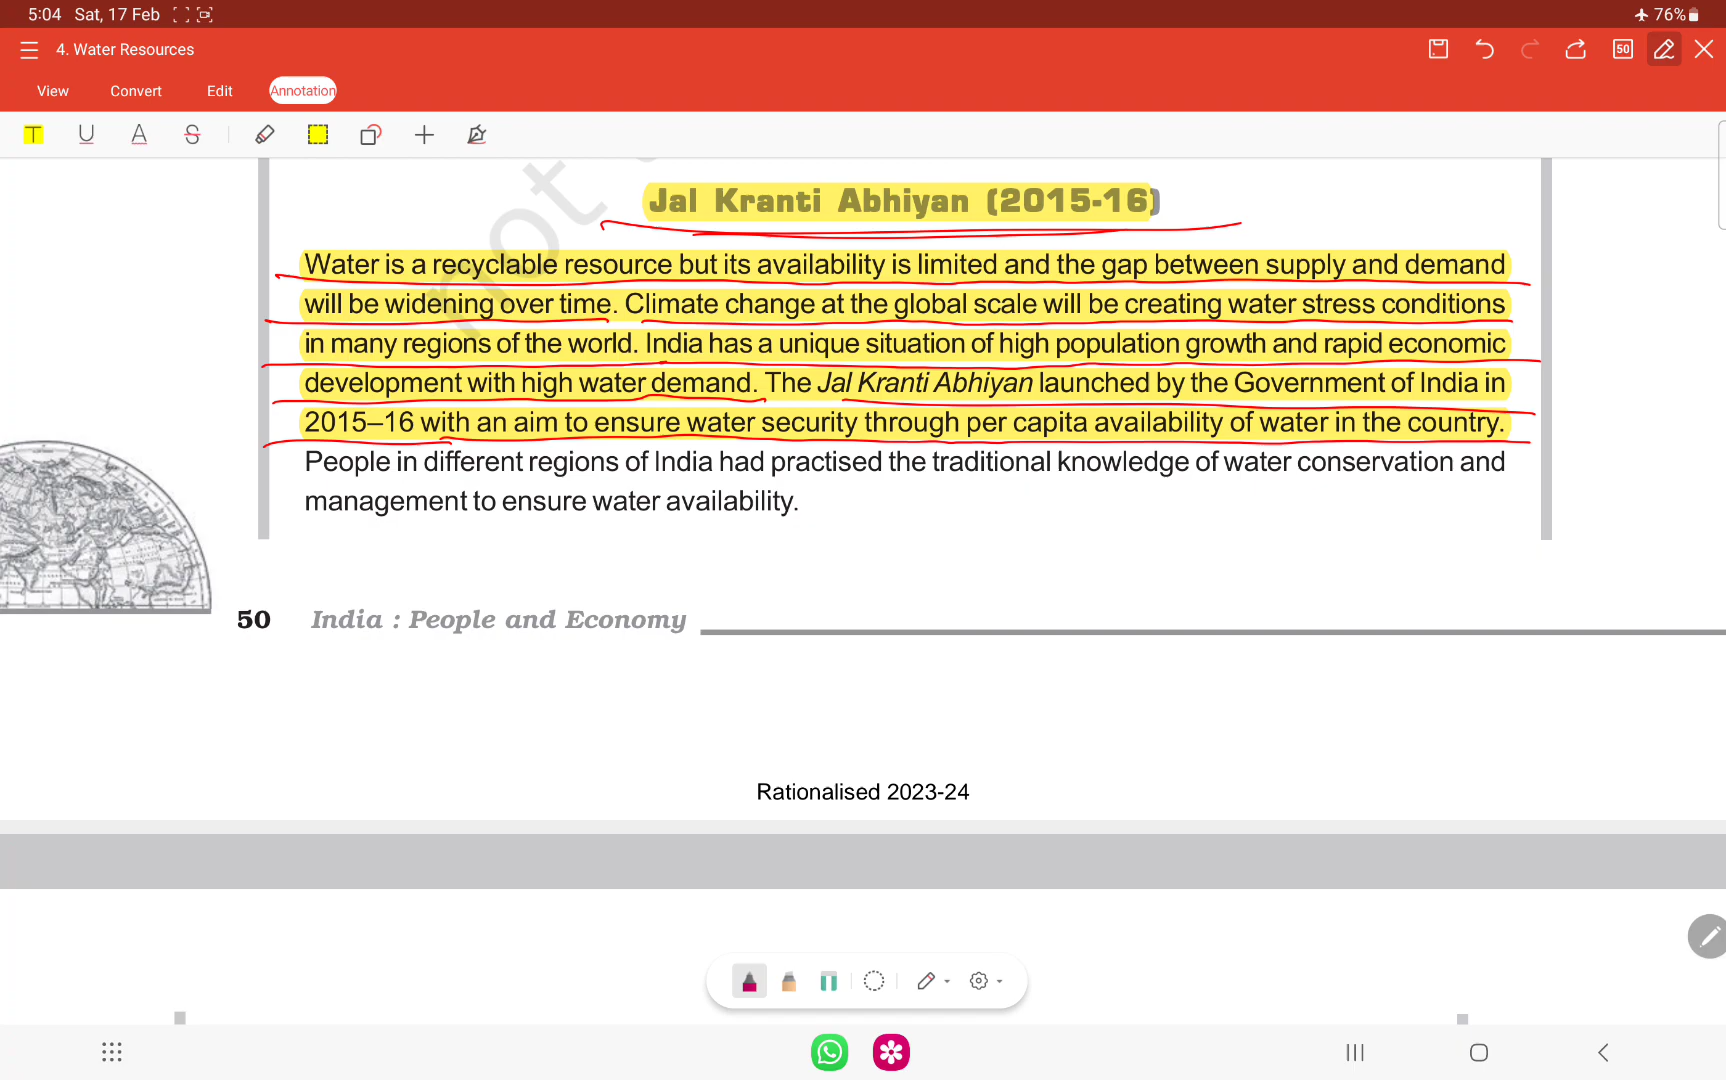 5:04 Sat, 17 Feb 76%
4. Water Resources 50
View Convert Edit Annotation
T U A S
not
Jal Kranti Abhiyan (2015-16)
Water is a recyclable resource but its availability is limited and the gap between supply and demand
will be widening over time. Climate change at the global scale will be creating water stress conditions
in many regions of the world. India has a unique situation of high population growth and rapid economic
development with high water demand. The Jal Kranti Abhiyan launched by the Government of India in
2015–16 with an aim to ensure water security through per capita availability of water in the country.
People in different regions of India had practised the traditional knowledge of water conservation and
management to ensure water availability.
50 India : People and Economy
Rationalised 2023-24